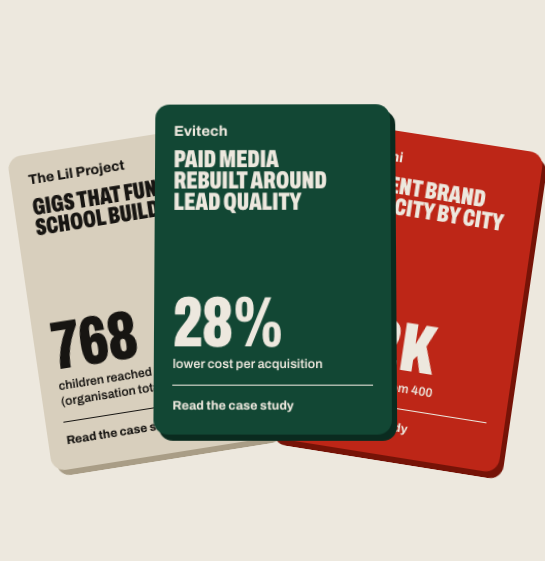 The Lil Project
GIGS THAT FUN
SCHOOL BUILD
768
children reached
(organisation tot
Read the case s
Evitech
PAID MEDIA
REBUILT AROUND
LEAD QUALITY
28%
lower cost per acquisition
Read the case study
ENT BRAND
CITY BY CITY
K
400